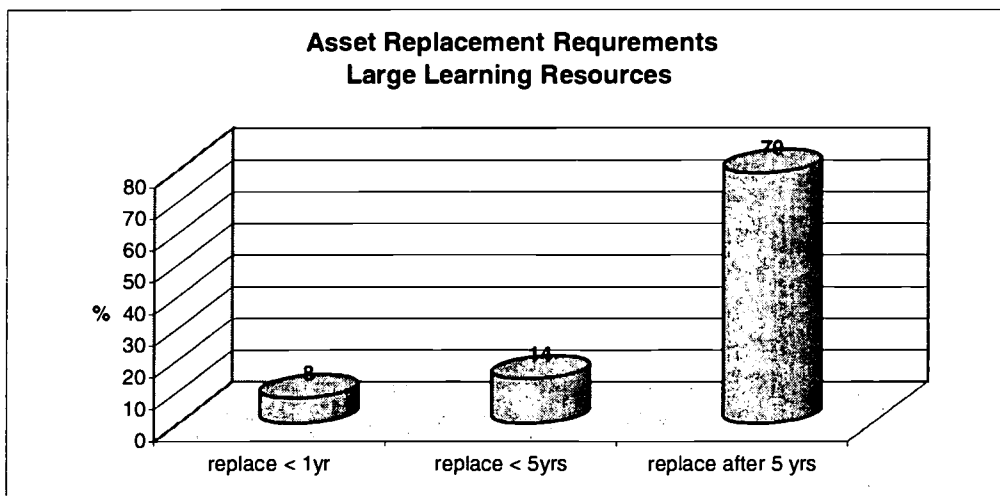 Asset Replacement Requrements
Large Learning Resources
80
70
60
50
40
30
20
10
0
%
8
14
replace < 1yr
replace < 5yrs
replace after 5 yrs